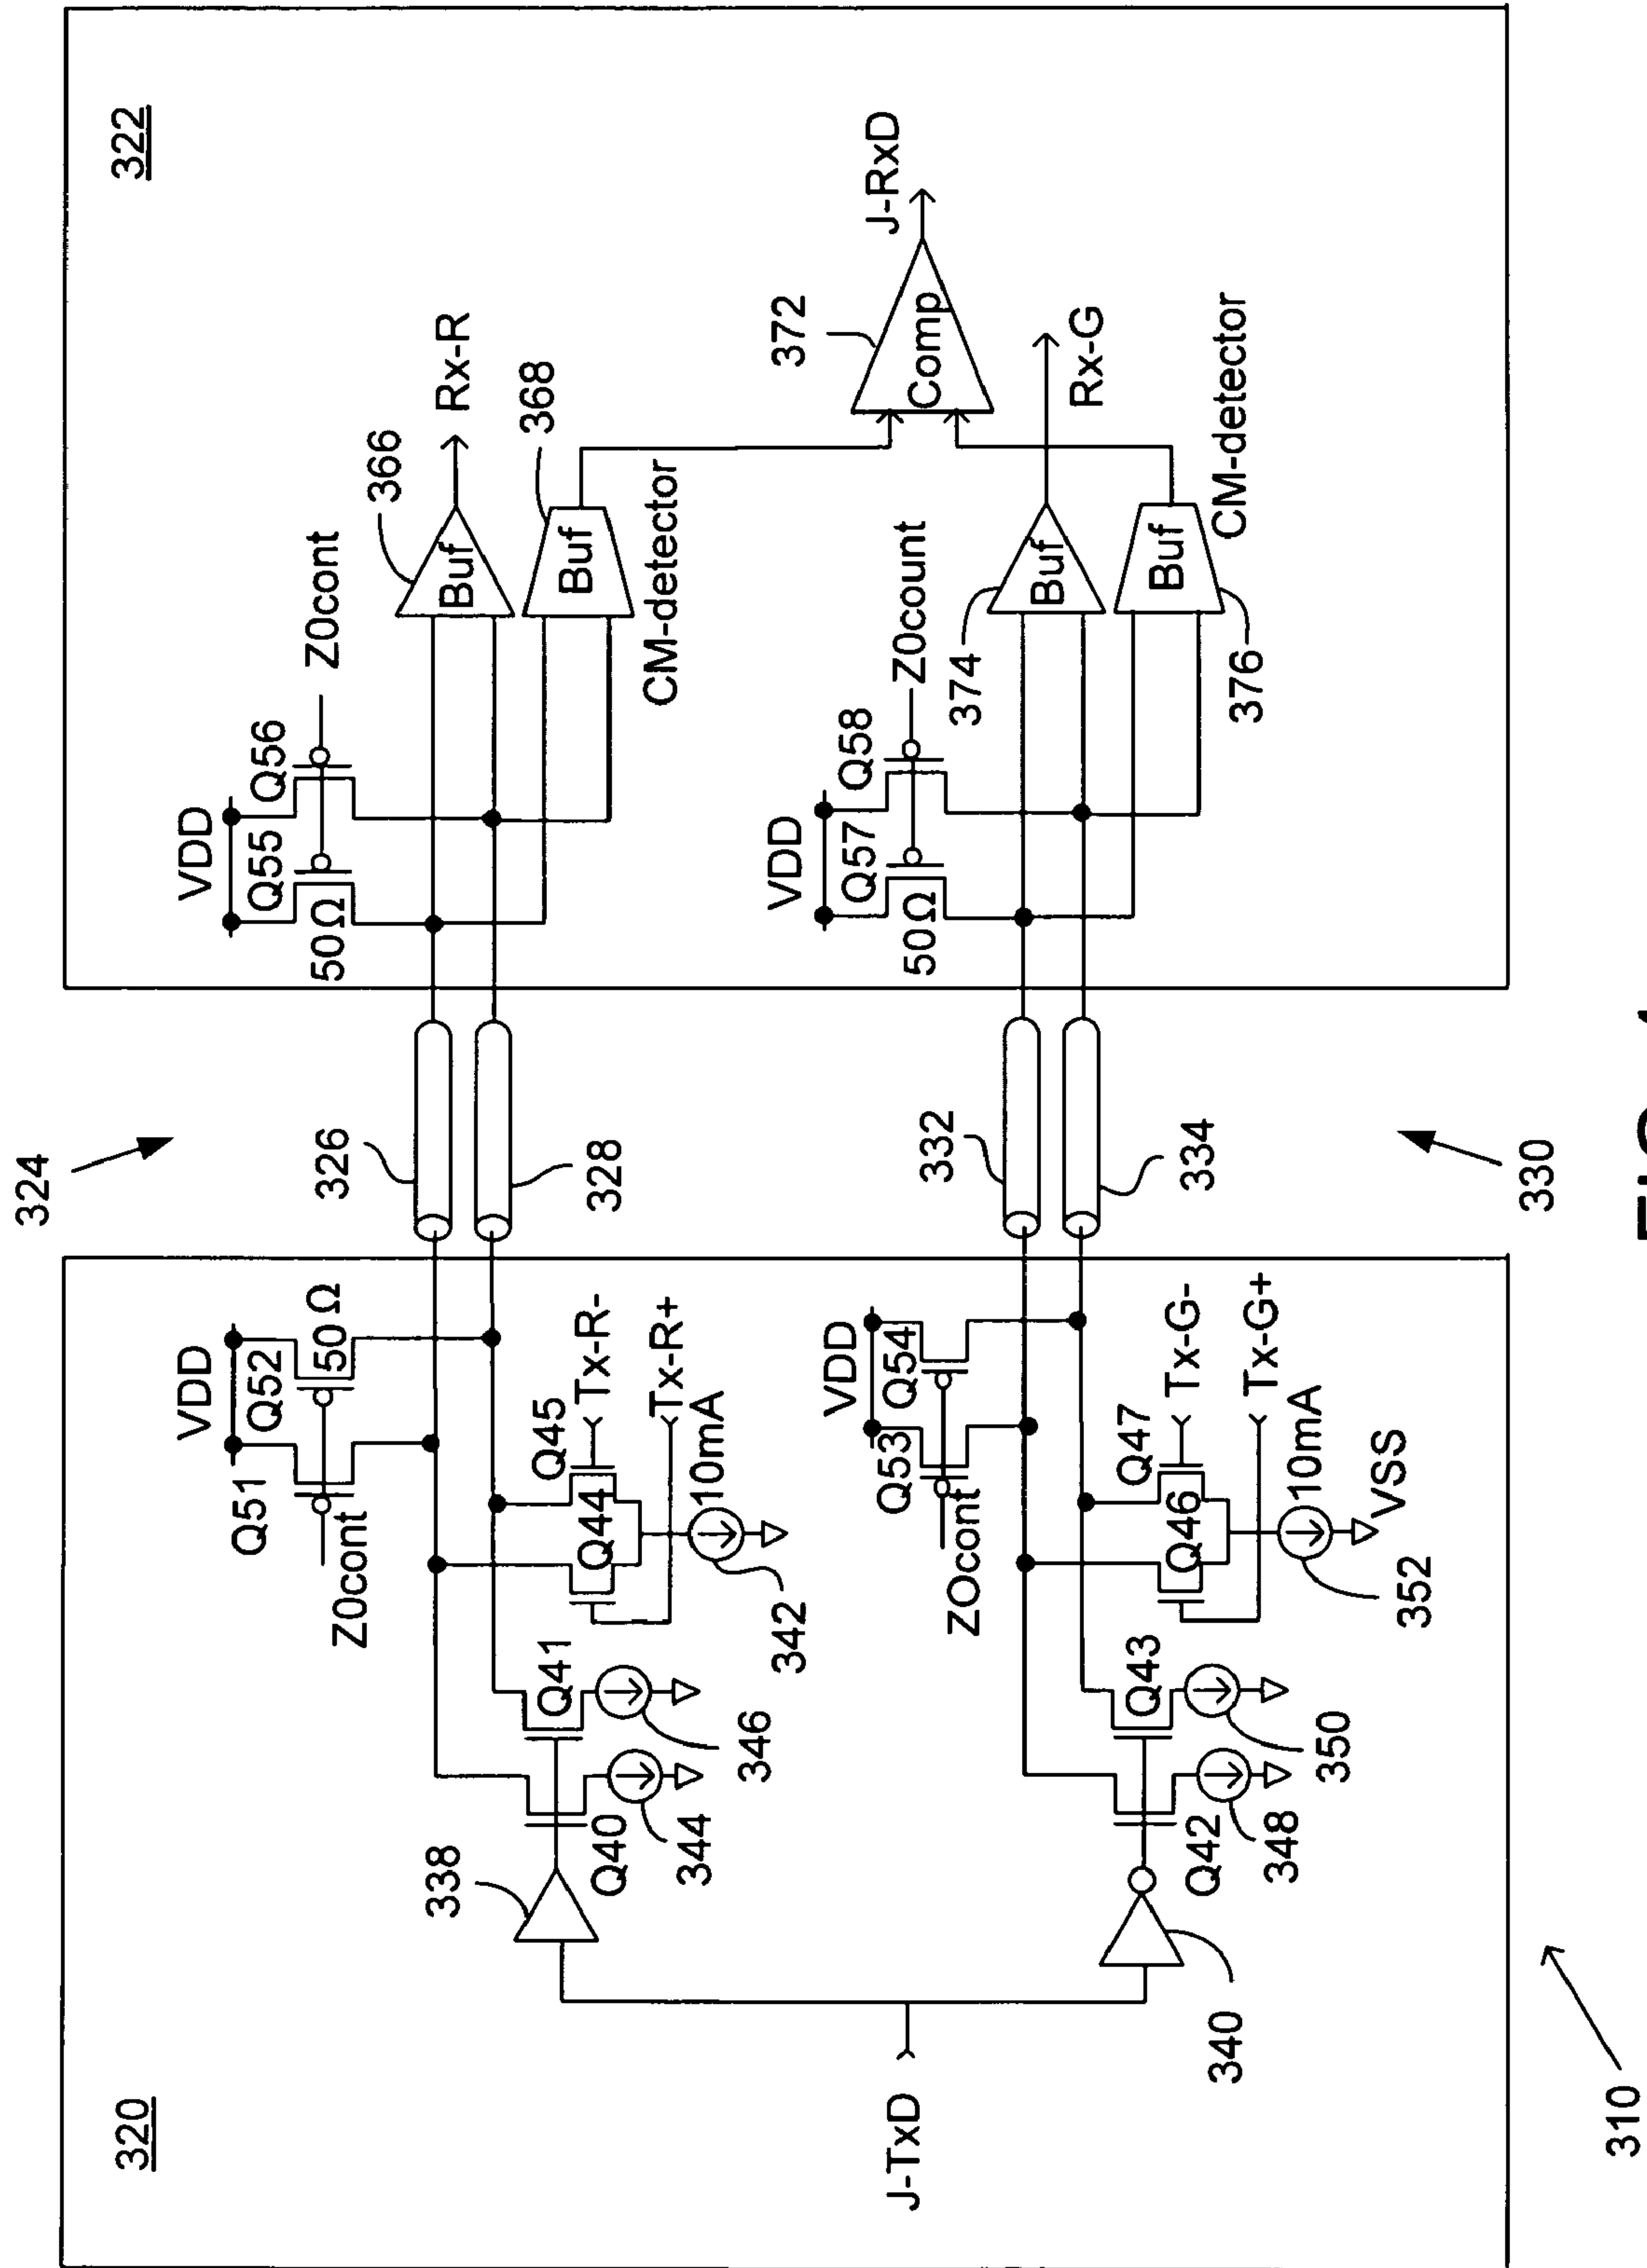 320
322
324
VDD
Q51
Q52
50 Ω
Z0cont
326
328
VDD
Q55
Q56
50Ω
Z0cont
366
Buf
Rx-R
368
Buf
CM-detector
338
Q40
Q41
344
346
Q44
Q45
Tx-R-
Tx-R+
10mA
342
J-TxD
372
Comp
J-RxD
VDD
Q53
Q54
ZOcont
332
334
VDD
Q57
Q58
50Ω
Z0count
374
Buf
Rx-G
376
Buf
CM-detector
340
Q42
Q43
348
350
Q46
Q47
Tx-G-
Tx-G+
10mA
VSS
352
330
310